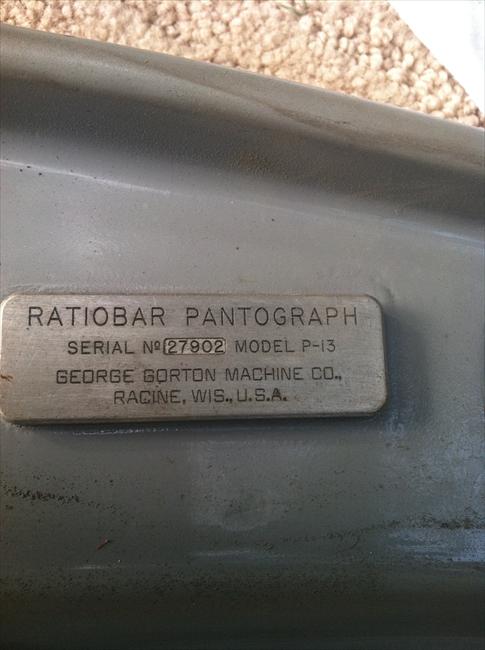 RATIOBAR PANTOGRAPH
SERIAL Nº 27902 MODEL P-13
GEORGE GORTON MACHINE CO.,
RACINE, WIS., U.S.A.